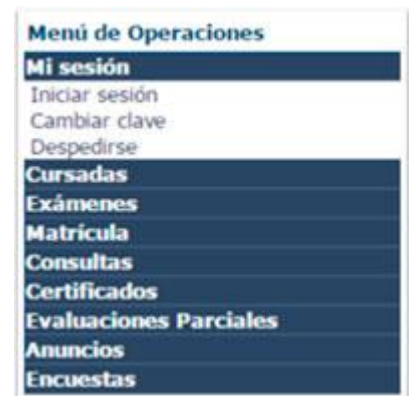 Menú de Operaciones
Mi sesión
Iniciar sesión
Cambiar clave
Despedirse
Cursadas
Exámenes
Matrícula
Consultas
Certificados
Evaluaciones Parciales
Anuncios
Encuestas